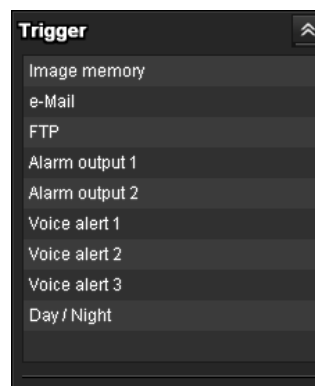 Trigger
Image memory
e-Mail
FTP
Alarm output 1
Alarm output 2
Voice alert 1
Voice alert 2
Voice alert 3
Day / Night